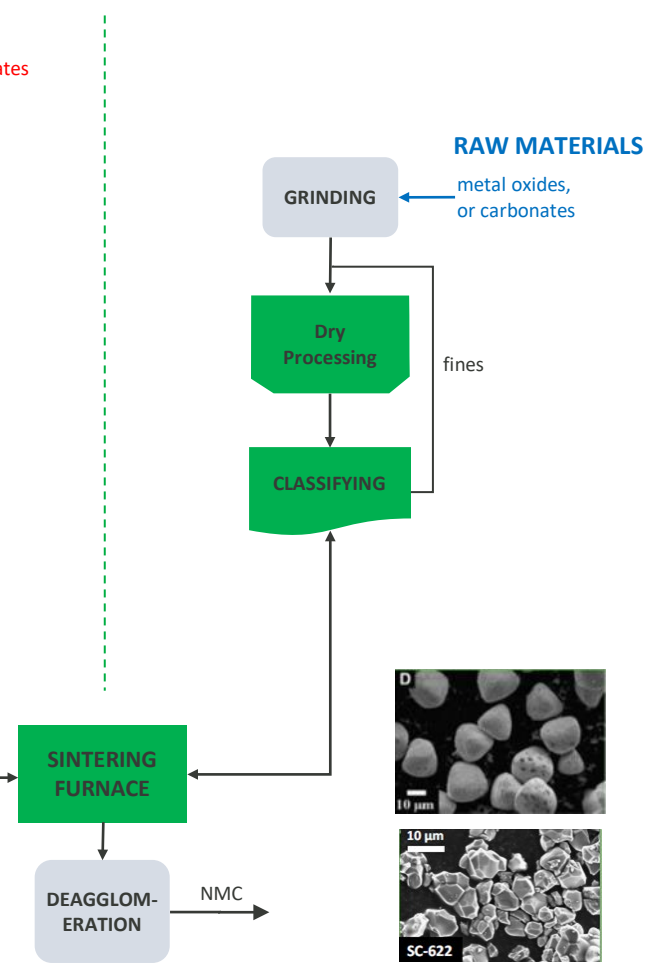 RAW MATERIALS
metal oxides,
or carbonates
GRINDING
Dry
Processing
fines
CLASSIFYING
SINTERING
FURNACE
DEAGGLOM-
ERATION
NMC
D
10 μm
10 μm
SC-622